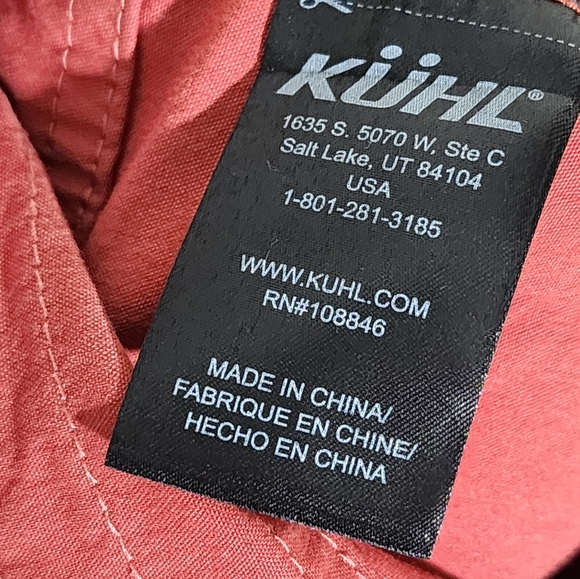 KÜHL®
1635 S. 5070 W, Ste C
Salt Lake, UT 84104
USA
1-801-281-3185
WWW.KUHL.COM
RN#108846
MADE IN CHINA/
FABRIQUE EN CHINE/
HECHO EN CHINA